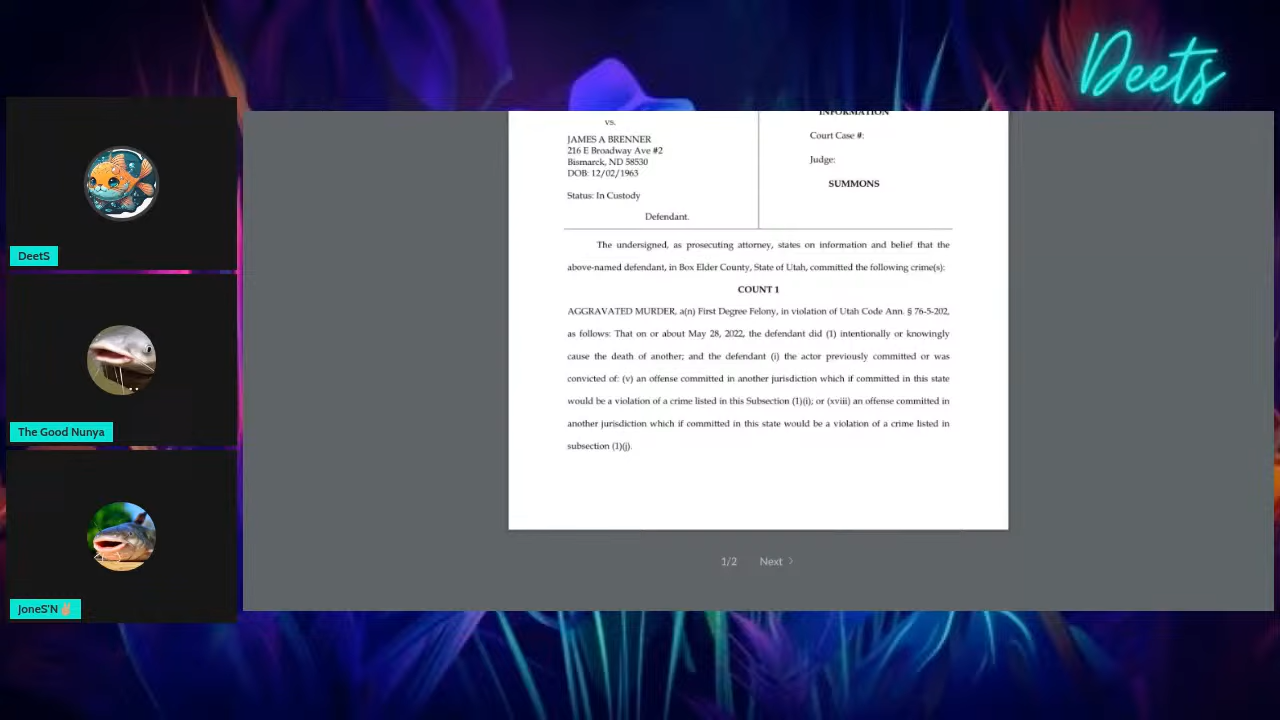 Deets
DeetS
The Good Nunya
JoneS'N ✌🏼
vs.
JAMES A BRENNER
216 E Broadway Ave #2
Bismarck, ND 58530
DOB: 12/02/1963
Status: In Custody
Defendant.
INFORMATION
Court Case #:
Judge:
SUMMONS
The undersigned, as prosecuting attorney, states on information and belief that the
above-named defendant, in Box Elder County, State of Utah, committed the following crime(s):
COUNT 1
AGGRAVATED MURDER, a(n) First Degree Felony, in violation of Utah Code Ann. § 76-5-202,
as follows: That on or about May 28, 2022, the defendant did (1) intentionally or knowingly
cause the death of another; and the defendant (i) the actor previously committed or was
convicted of: (v) an offense committed in another jurisdiction which if committed in this state
would be a violation of a crime listed in this Subsection (1)(i); or (xviii) an offense committed in
another jurisdiction which if committed in this state would be a violation of a crime listed in
subsection (1)(j).
1/2 Next >